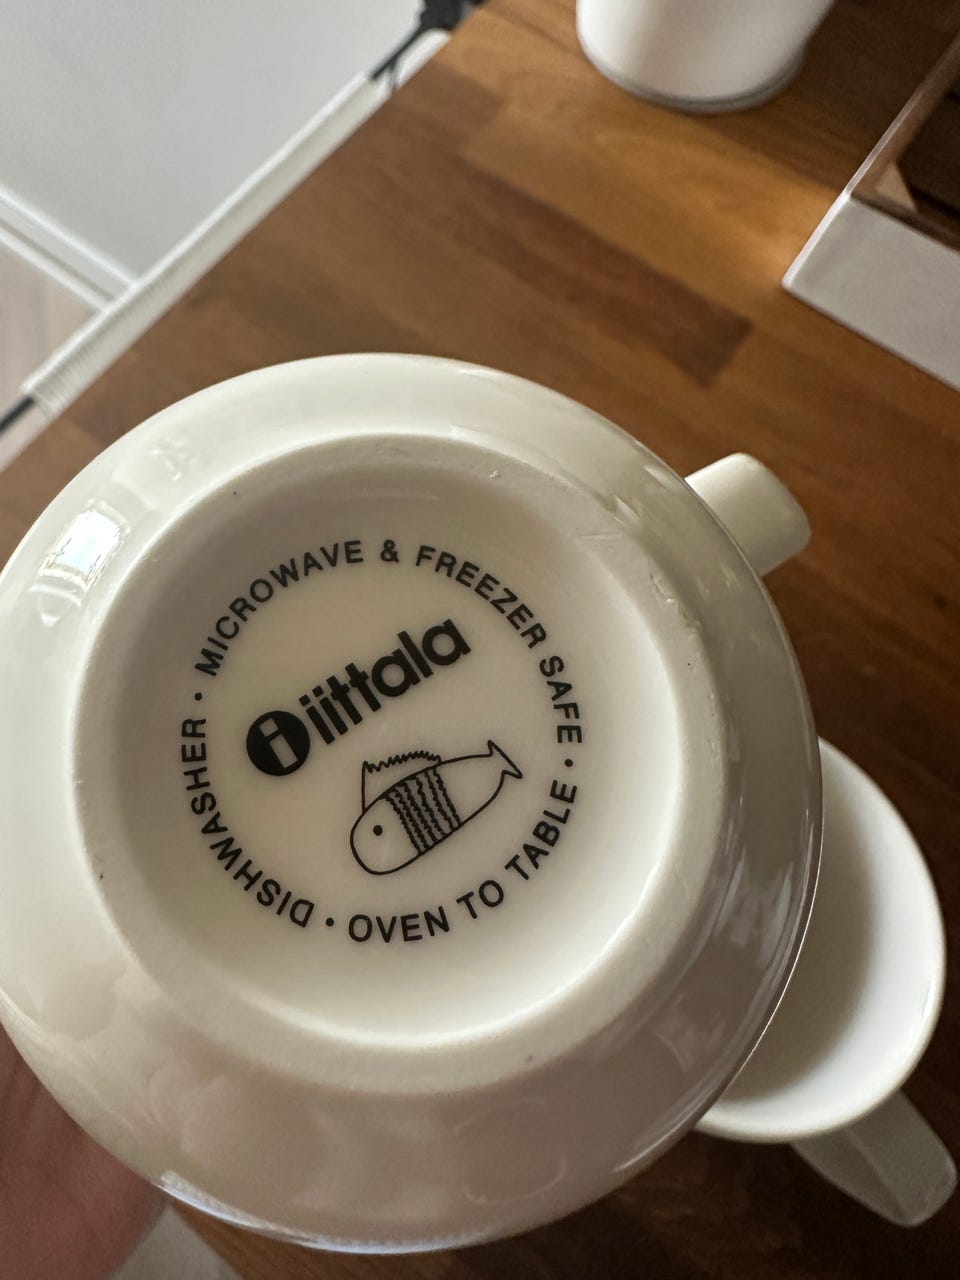 MICROWAVE & FREEZER SAFE • OVEN TO TABLE • DISHWASHER •
i iittala